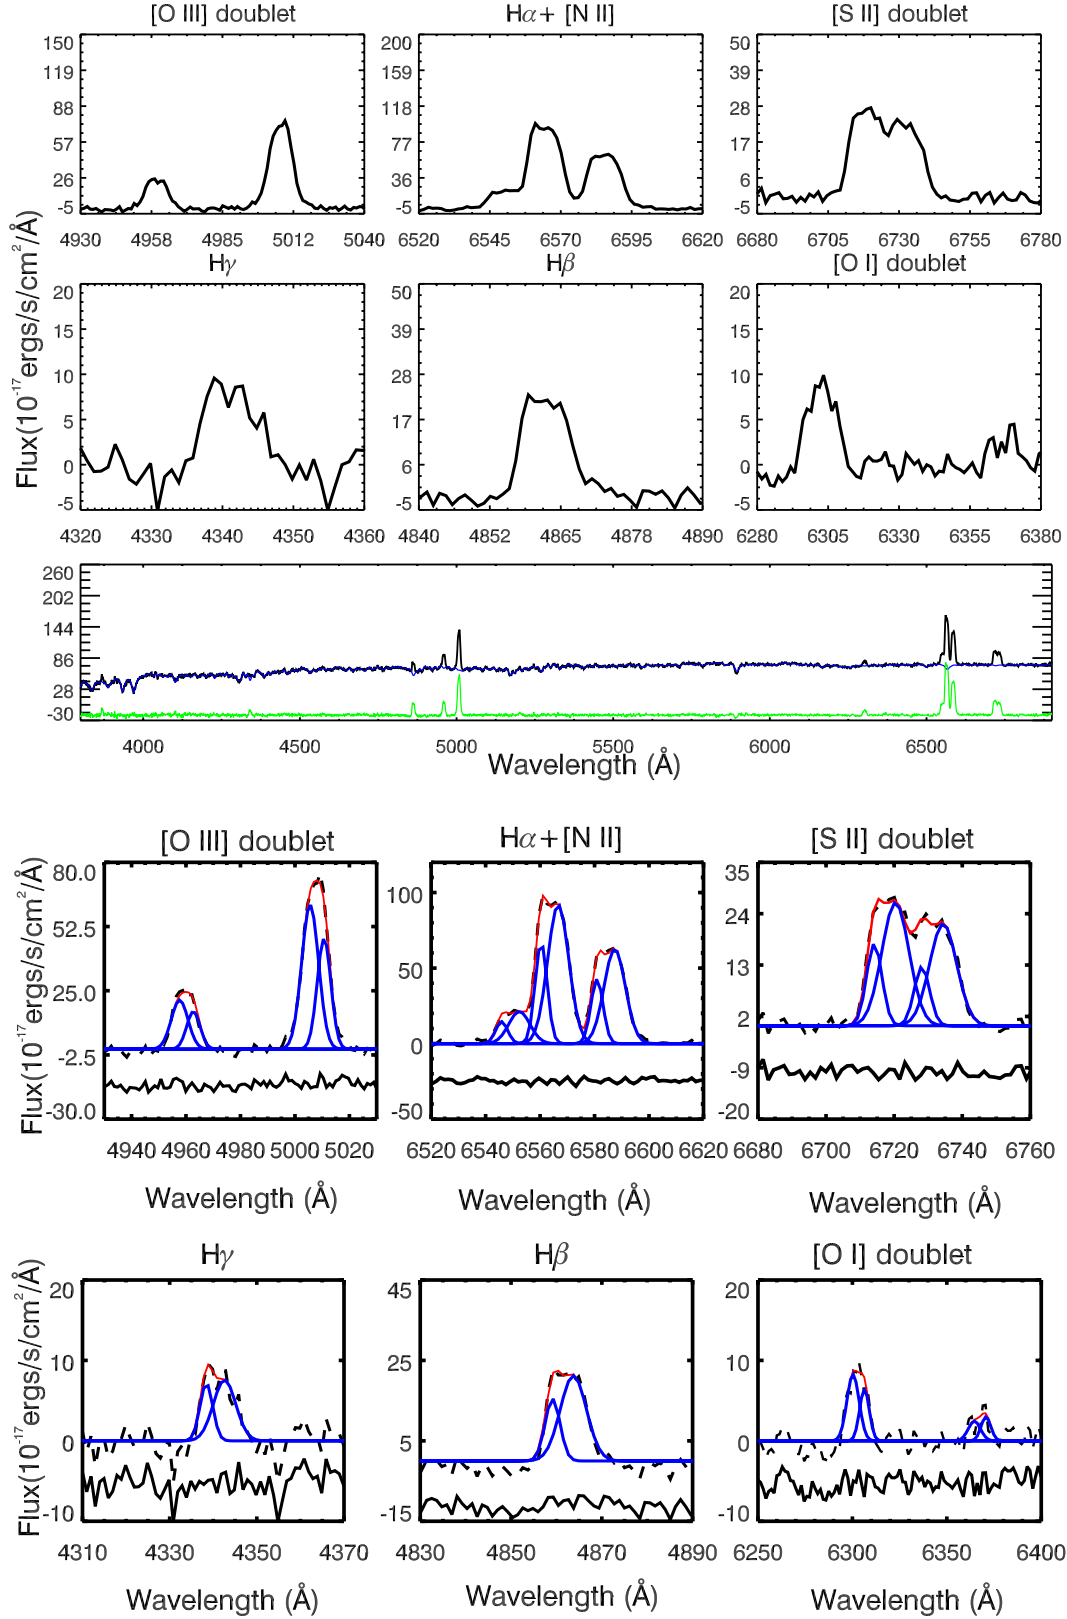 [O III] doublet
Hα+ [N II]
[S II] doublet
150
119
88
57
26
-5
4930 4958 4985 5012 5040
200
159
118
77
36
-5
6520 6545 6570 6595 6620
50
39
28
17
6
-5
6680 6705 6730 6755 6780
Flux(10⁻¹⁷ergs/s/cm²/Å)
Hγ
Hβ
[O I] doublet
20
15
10
5
0
-5
4320 4330 4340 4350 4360
50
39
28
17
6
-5
4840 4852 4865 4878 4890
20
15
10
5
0
-5
6280 6305 6330 6355 6380
260
202
144
86
28
-30
4000 4500 5000 5500 6000 6500
Wavelength (Å)
[O III] doublet
Hα+[N II]
[S II] doublet
Flux(10⁻¹⁷ergs/s/cm²/Å)
80.0
52.5
25.0
-2.5
-30.0
4940 4960 4980 5000 5020
100
50
0
-50
6520 6540 6560 6580 6600 6620
35
24
13
2
-9
-20
6680 6700 6720 6740 6760
Wavelength (Å)
Wavelength (Å)
Wavelength (Å)
Hγ
Hβ
[O I] doublet
Flux(10⁻¹⁷ergs/s/cm²/Å)
20
10
0
-10
4310 4330 4350 4370
45
25
5
-15
4830 4850 4870 4890
20
10
0
-10
6250 6300 6350 6400
Wavelength (Å)
Wavelength (Å)
Wavelength (Å)